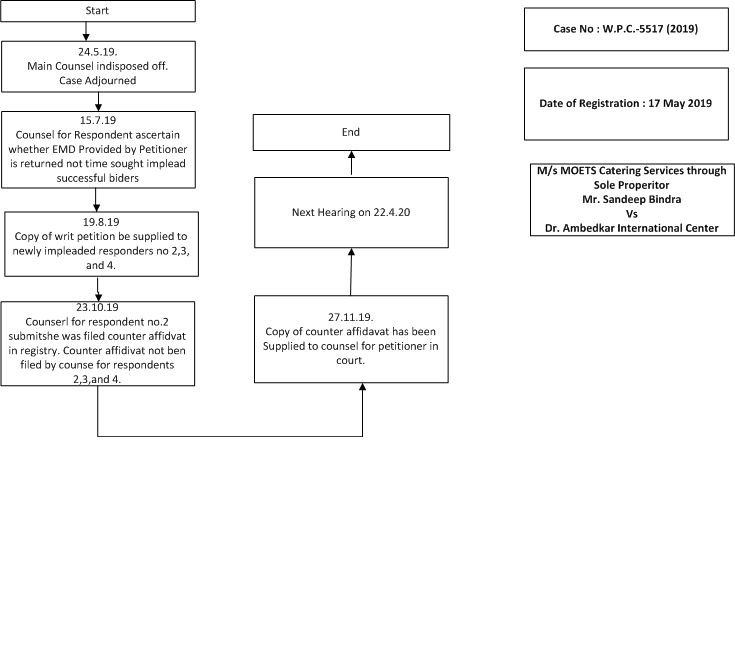 Start
24.5.19.
Main Counsel indisposed off.
Case Adjourned
15.7.19
Counsel for Respondent ascertain
whether EMD Provided by Petitioner
is returned not time sought implead
successful biders
19.8.19
Copy of writ petition be supplied to
newly impleaded responders no 2,3,
and 4.
23.10.19
Counserl for respondent no.2
submitshe was filed counter affidvat
in registry. Counter affidivat not ben
filed by counse for respondents
2,3,and 4.
27.11.19.
Copy of counter affidavat has been
Supplied to counsel for petitioner in
court.
Next Hearing on 22.4.20
End
Case No : W.P.C.-5517 (2019)
Date of Registration : 17 May 2019
M/s MOETS Catering Services through
Sole Properitor
Mr. Sandeep Bindra
Vs
Dr. Ambedkar International Center